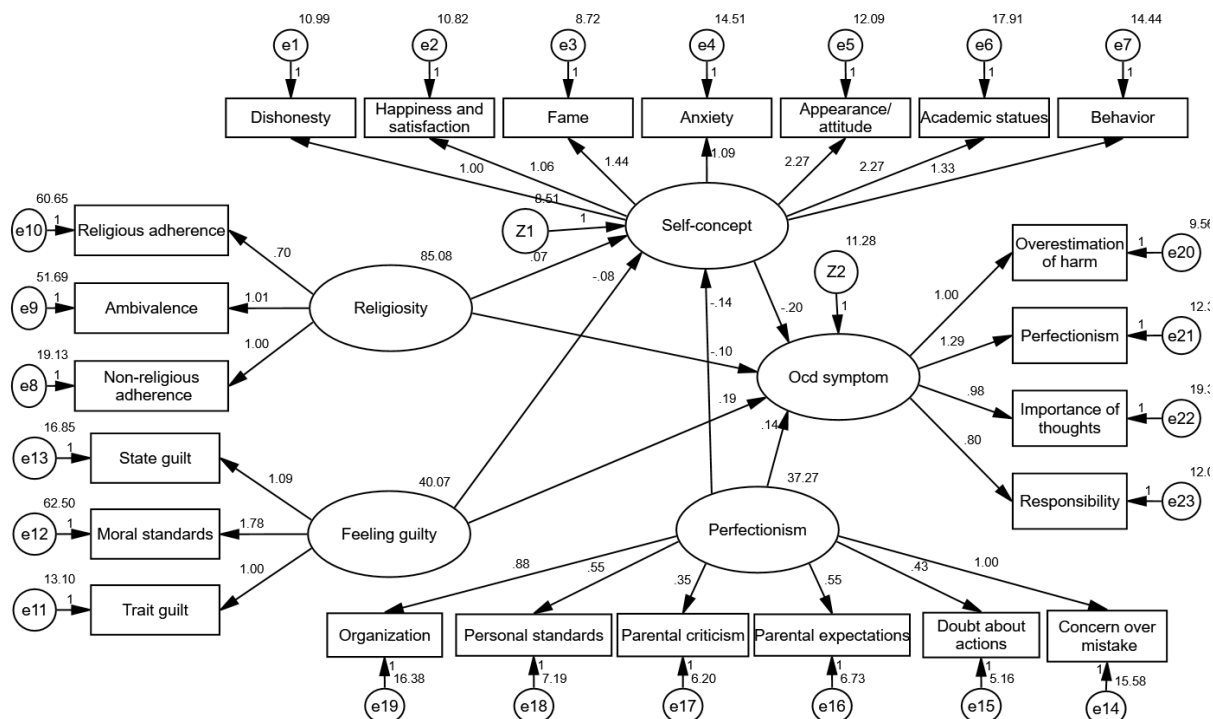 10.99
10.82
8.72
14.51
12.09
17.91
14.44
e1
e2
e3
e4
e5
e6
e7
1
1
1
1
1
1
1
Dishonesty
Happiness and
satisfaction
Fame
Anxiety
Appearance/
attitude
Academic statues
Behavior
1.00
1.06
1.44
1.09
2.27
2.27
1.33
8.51
Z1
1
Self-concept
60.65
e10
1
Religious adherence
.70
51.69
e9
1
Ambivalence
1.01
19.13
e8
1
Non-religious
adherence
1.00
85.08
Religiosity
.07
-.08
-.14
-.20
-.10
11.28
Z2
1
Ocd symptom
.19
.14
1.00
1.29
.98
.80
Overestimation
of harm
1
e20
9.56
Perfectionism
1
e21
12.3
Importance of
thoughts
1
e22
19.3
Responsibility
1
e23
12.0
16.85
e13
1
State guilt
1.09
62.50
e12
1
Moral standards
1.78
13.10
e11
1
Trait guilt
1.00
40.07
Feeling guilty
37.27
Perfectionism
.88
.55
.35
.55
.43
1.00
Organization
Personal standards
Parental criticism
Parental expectations
Doubt about
actions
Concern over
mistake
1
1
1
1
1
1
16.38
7.19
6.20
6.73
5.16
15.58
e19
e18
e17
e16
e15
e14